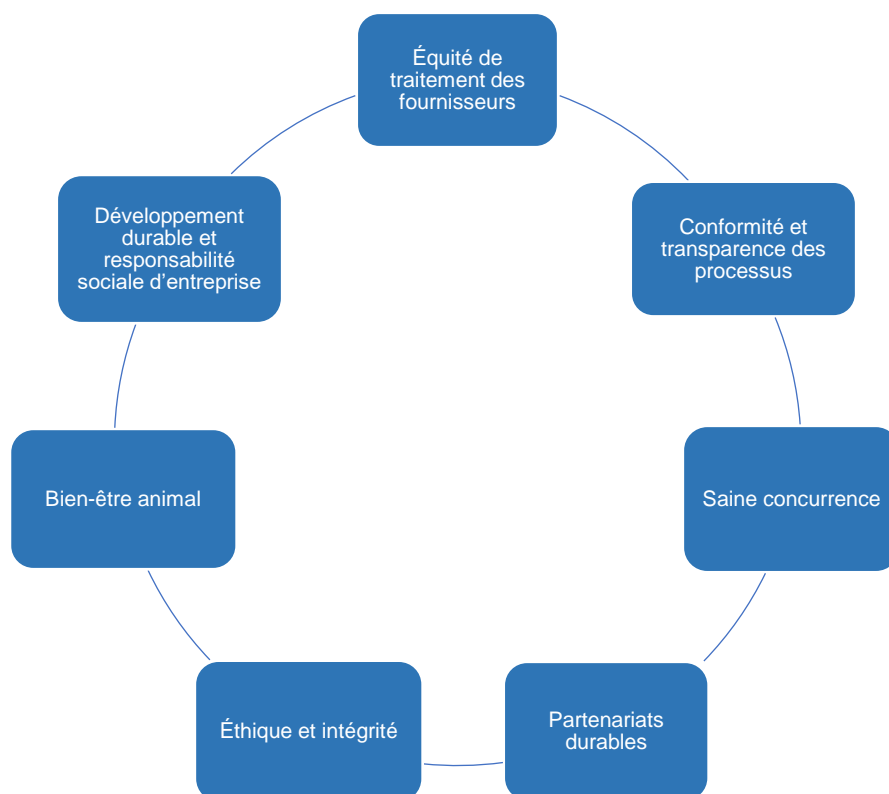 Équité de
traitement des
fournisseurs
Conformité et
transparence des
processus
Saine concurrence
Partenariats
durables
Éthique et intégrité
Bien-être animal
Développement
durable et
responsabilité
sociale d’entreprise